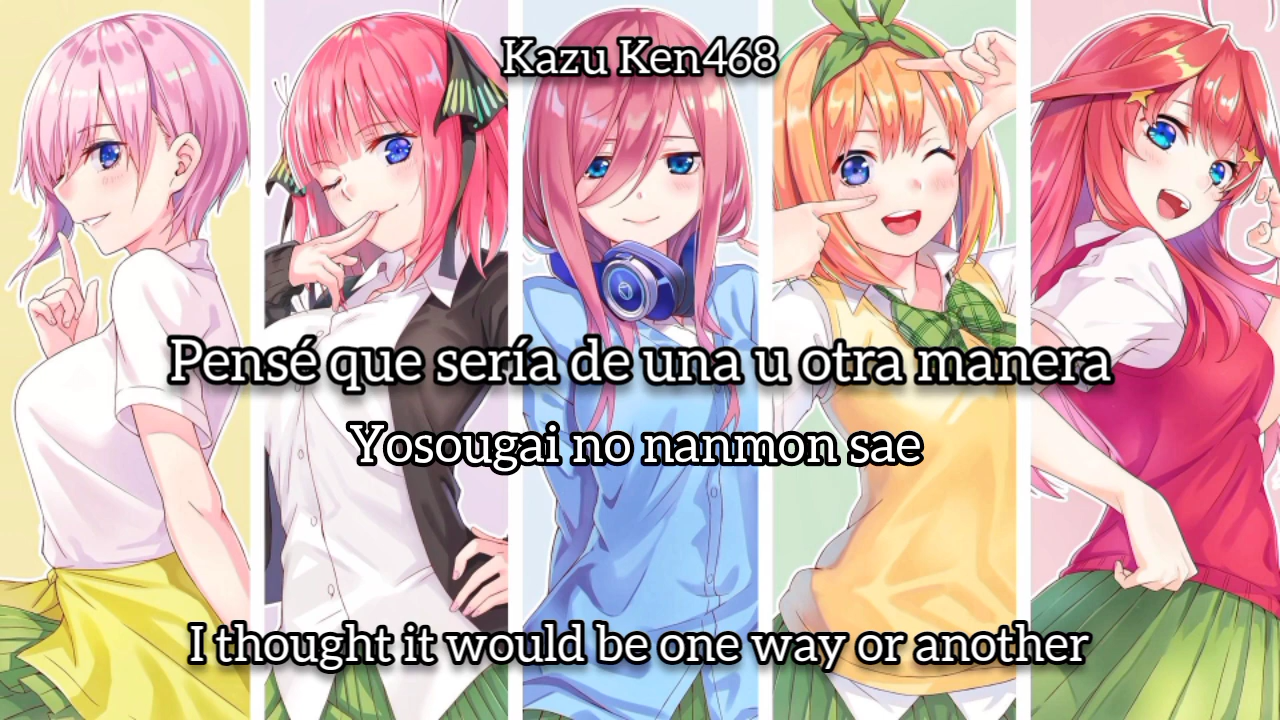 Kazu Ken468
Pensé que sería de una u otra manera
Yosougai no nanmon sae
I thought it would be one way or another